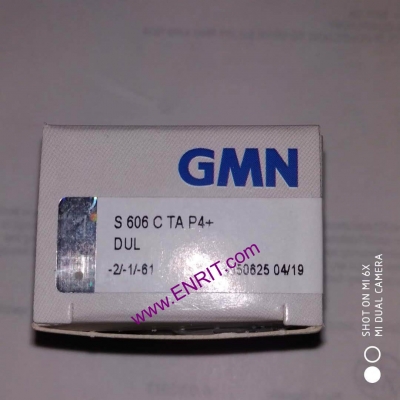 GMN
S 606 C TA P4+
DUL
-2/-1/-61
150625 04/19
www.ENRIT.com
SHOT ON MI 6X
MI DUAL CAMERA